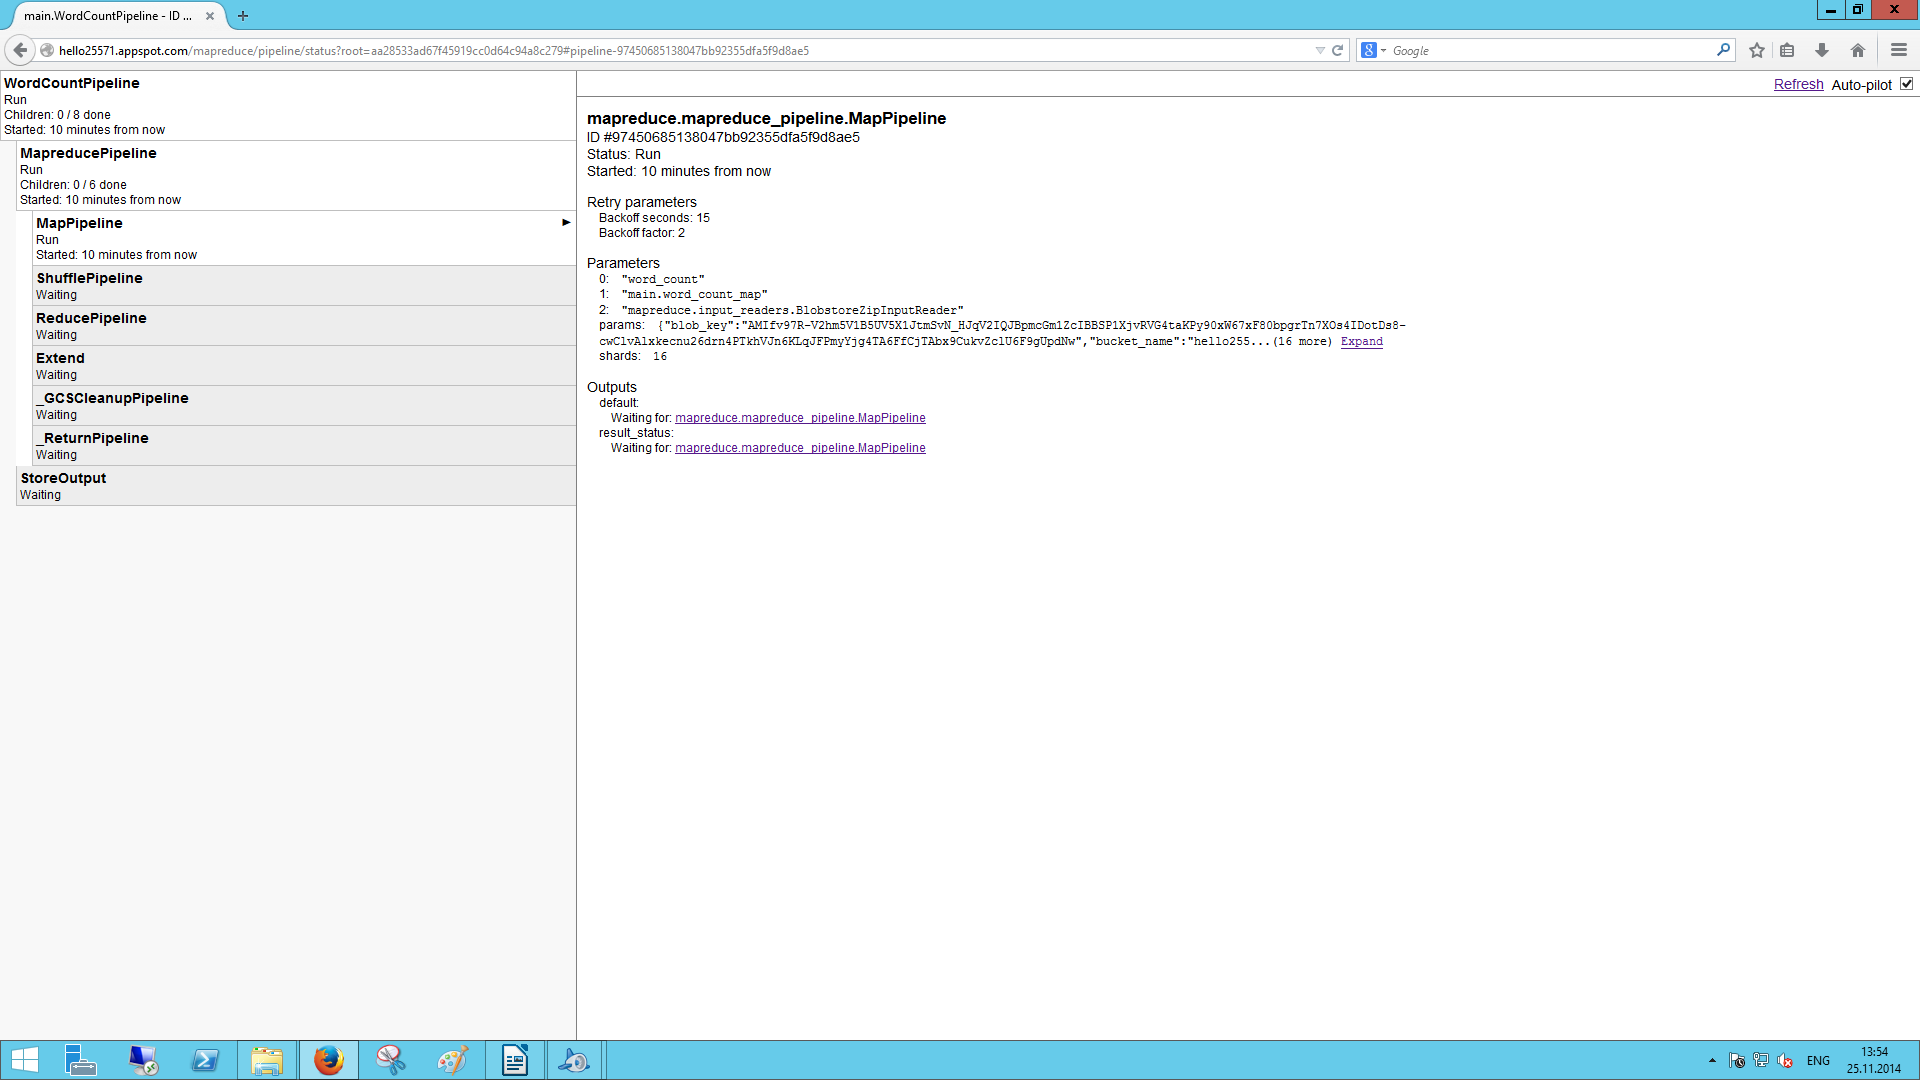 main.WordCountPipeline - ID ...
hello25571.appspot.com/mapreduce/pipeline/status?root=aa28533ad67f45919cc0d64c94a8c279#pipeline-97450685138047bb92355dfa5f9d8ae5
Google
Refresh Auto-pilot
WordCountPipeline
Run
Children: 0 / 8 done
Started: 10 minutes from now
MapreducePipeline
Run
Children: 0 / 6 done
Started: 10 minutes from now
MapPipeline
Run
Started: 10 minutes from now
ShufflePipeline
Waiting
ReducePipeline
Waiting
Extend
Waiting
_GCSCleanupPipeline
Waiting
_ReturnPipeline
Waiting
StoreOutput
Waiting
mapreduce.mapreduce_pipeline.MapPipeline
ID #97450685138047bb92355dfa5f9d8ae5
Status: Run
Started: 10 minutes from now
Retry parameters
Backoff seconds: 15
Backoff factor: 2
Parameters
0: "word_count"
1: "main.word_count_map"
2: "mapreduce.input_readers.BlobstoreZipInputReader"
params: {"blob_key":"AMIfv97R-V2hm5V1B5UV5X1JtmSvN_HJqV2IQJBpmcGm1ZcIBBSP1XjvRVG4taKPy90xW67xF80bpgrTn7XOs4IDotDs8-
cwClvAlxkecnu26drn4PTkhVJn6KLqJFPmyYjg4TA6FfCjTAbx9CukvZclU6F9gUpdNw","bucket_name":"hello255...(16 more) Expand
shards: 16
Outputs
default:
Waiting for: mapreduce.mapreduce_pipeline.MapPipeline
result_status:
Waiting for: mapreduce.mapreduce_pipeline.MapPipeline
ENG
13:54
25.11.2014